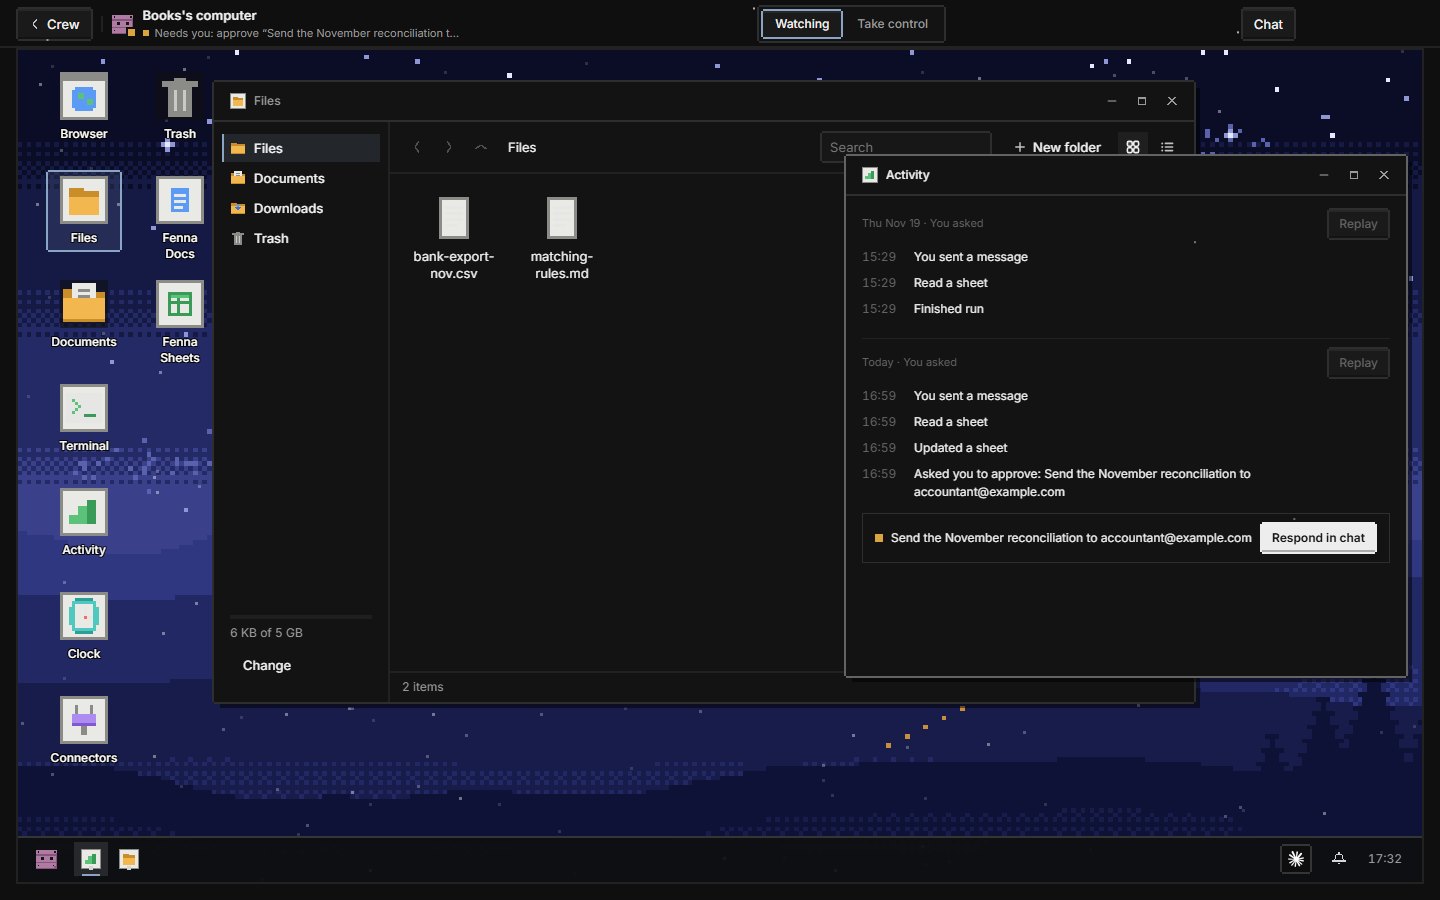 Crew
Books's computer
Needs you: approve "Send the November reconciliation t...
Watching
Take control
Chat
Browser
Trash
Files
Fenna
Docs
Documents
Fenna
Sheets
Terminal
Activity
Clock
Connectors
Files
Files
Documents
Downloads
Trash
6 KB of 5 GB
Change
Files
Search
New folder
bank-export-
nov.csv
matching-
rules.md
2 items
Activity
Thu Nov 19 · You asked
Replay
15:29 You sent a message
15:29 Read a sheet
15:29 Finished run
Today · You asked
Replay
16:59 You sent a message
16:59 Read a sheet
16:59 Updated a sheet
16:59 Asked you to approve: Send the November reconciliation to
accountant@example.com
Send the November reconciliation to accountant@example.com
Respond in chat
17:32